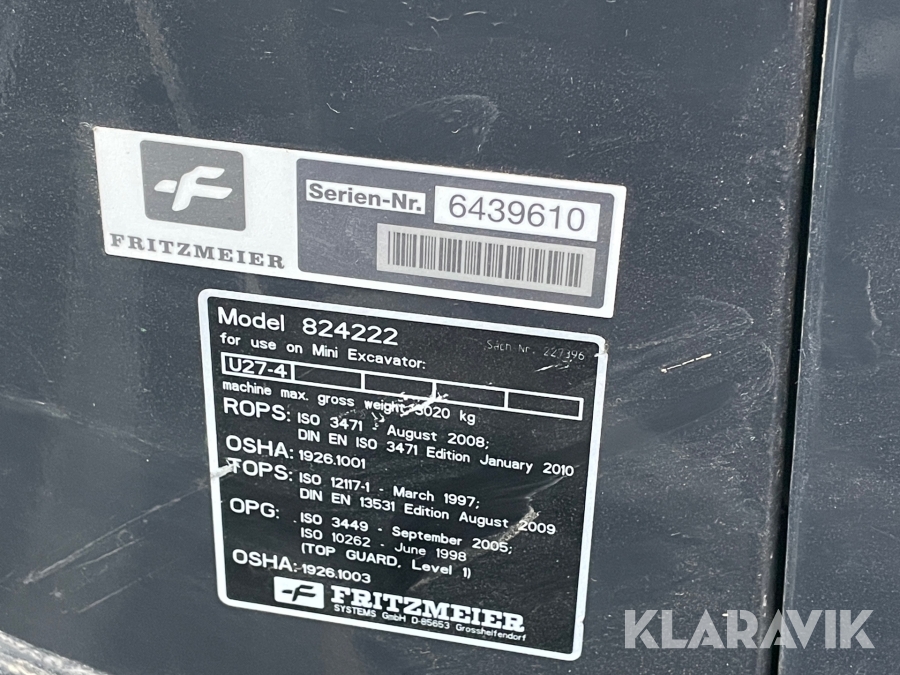 FRITZMEIER
Serien-Nr. 6439610
Model 824222
Sach-Nr. 227396
for use on Mini Excavator:
U27-4
machine max. gross weight 3020 kg
ROPS: ISO 3471 - August 2008;
DIN EN ISO 3471 Edition January 2010
OSHA: 1926.1001
TOPS: ISO 12117-1 - March 1997;
DIN EN 13531 Edition August 2009
OPG: ISO 3449 - September 2005;
ISO 10262 - June 1998
(TOP GUARD, Level 1)
OSHA: 1926.1003
FRITZMEIER
SYSTEMS GmbH D-85653 Grosshelfendorf
KLARAVIK